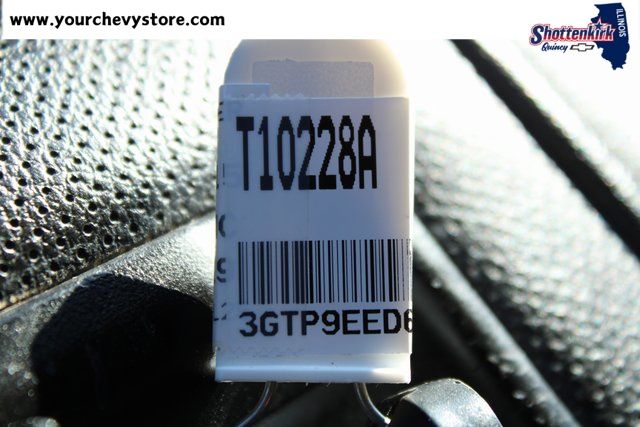 www.yourchevystore.com
Shottenkirk
Quincy
ILLINOIS
T10228A
3GTP9EED6